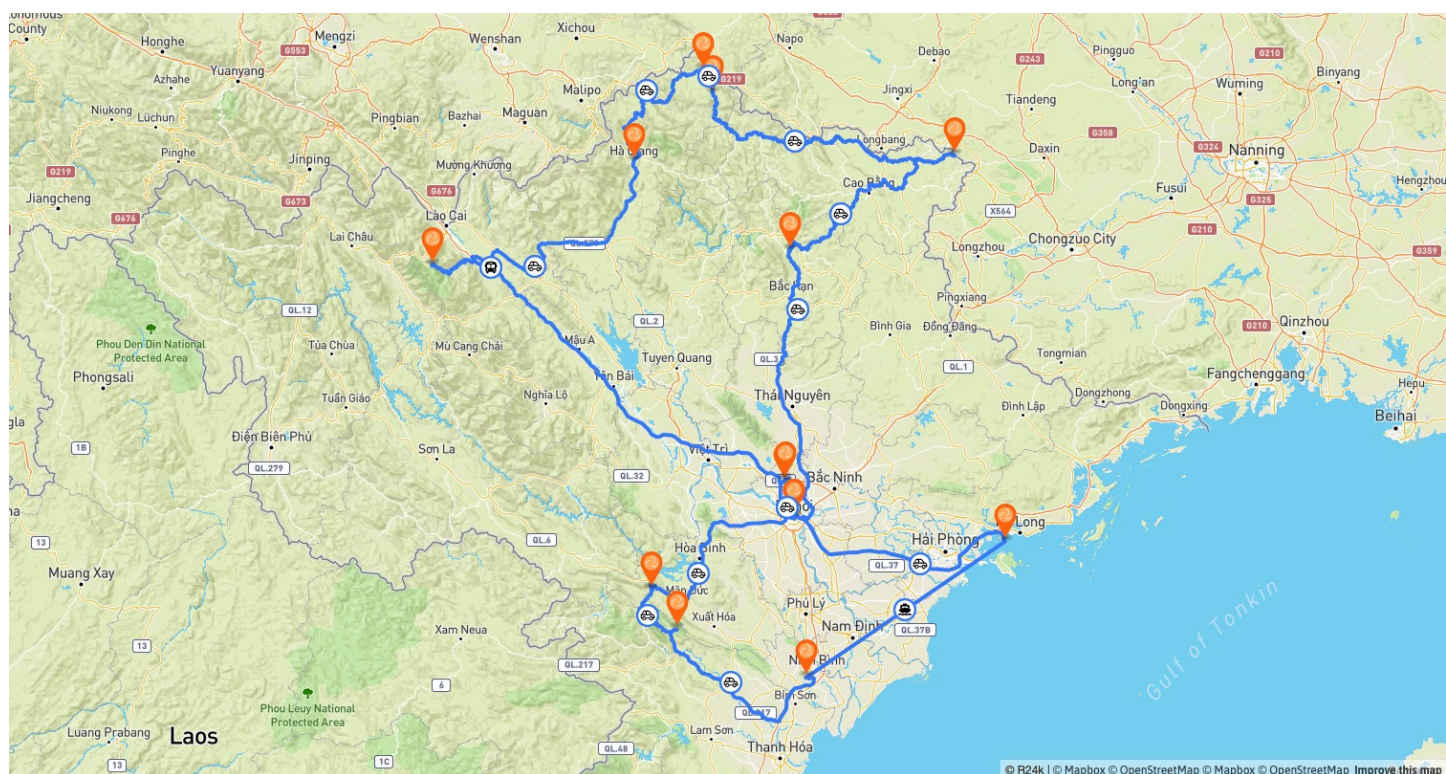 County
Honghe
G553
Mengzi
Wenshan
Xichou
Napo
Debao
Pingguo
G210
G243
Long-an
Wuming
Binyang
Azhahe
Yuanyang
Malipo
G219
Jingxi
Tiandeng
Niukong
Lüchun
Pingbian
Bazhai
Maguan
G358
G324
Nanning
Pinghe
Jinping
Mường Khương
Daxin
G219
Jiangcheng
G676
G673
G676
Lào Cai
Cao Bằng
X564
Fusui
G325
Hengzhou
Lai Châu
Longzhou
Chongzuo City
G210
G359
Bắc Kạn
Pingxiang
QL.12
QL.2
Bình Gia
Đồng Đăng
G210
Qinzhou
Phou Den Din National
Protected Area
Tủa Chùa
Mù Cang Chải
Mậu A
Tuyen Quang
QL.3
QL.1
Tongmian
Phongsali
Yên Bái
Fangchenggang
Hepu
Tuần Giáo
Nghĩa Lộ
Thái Nguyên
Đình Lập
Dongzhong
Dongxing
Beihai
1B
Điện Biên Phủ
Sơn La
Việt Trì
QL.279
QL.32
Bắc Ninh
13
QL.6
Hòa Bình
Hải Phòng
Long
13
Muang Xay
QL.37
Mãn Đức
Phủ Lý
Xuất Hóa
Nam Định
QL.37B
Gulf of Tonkin
13
Xam Neua
QL.217
Ninh Bình
6
Bỉm Sơn
Phou Leuy National
Protected Area
Luang Prabang
Laos
QL.48
Lam Sơn
13
1C
Thanh Hóa
© R24k | © Mapbox © OpenStreetMap © Mapbox © OpenStreetMap Improve this map